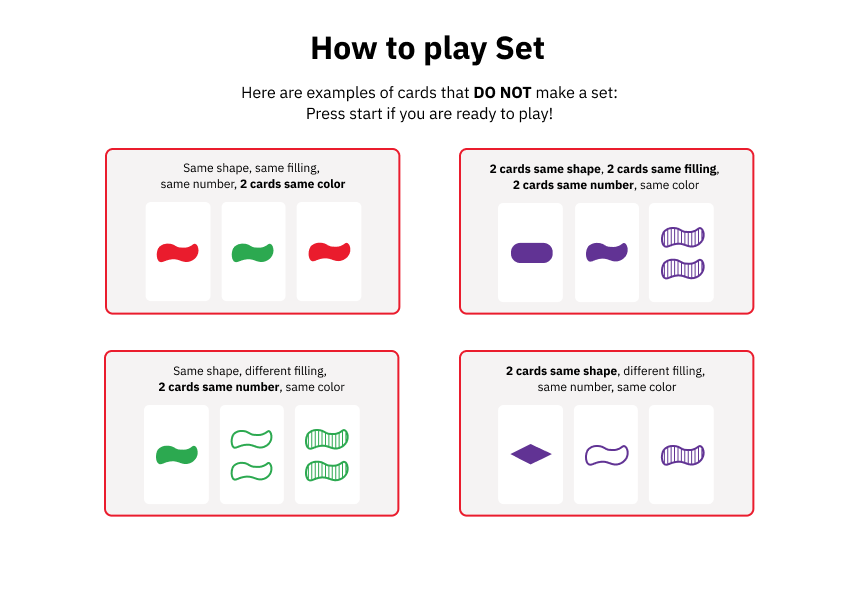 How to play Set
Here are examples of cards that DO NOT make a set:
Press start if you are ready to play!
Same shape, same filling,
same number, 2 cards same color
2 cards same shape, 2 cards same filling,
2 cards same number, same color
Same shape, different filling,
2 cards same number, same color
2 cards same shape, different filling,
same number, same color